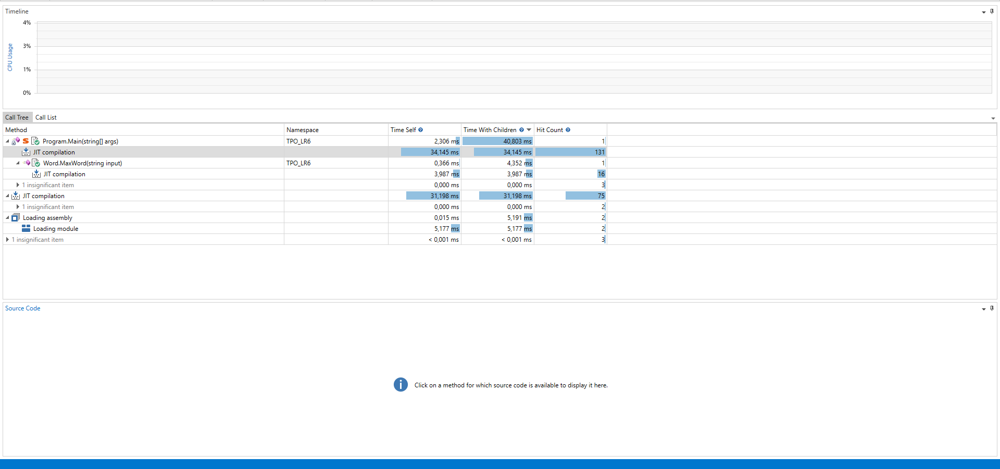 Timeline
4%
3%
1%
0%
CPU Usage
Call Tree Call List
Method Namespace Time Self Time With Children Hit Count
Program.Main(string[] args) TPO_LR6 2,306 ms 40,803 ms 1
JIT compilation 34,145 ms 34,145 ms 131
Word.MaxWord(string input) TPO_LR6 0,366 ms 4,352 ms 1
JIT compilation 3,987 ms 3,987 ms 16
1 insignificant item 0,000 ms 0,000 ms 3
JIT compilation 31,198 ms 31,198 ms 75
1 insignificant item 0,000 ms 0,000 ms 2
Loading assembly 0,015 ms 5,191 ms 2
Loading module 5,177 ms 5,177 ms 2
1 insignificant item < 0,001 ms < 0,001 ms 3
Source Code
Click on a method for which source code is available to display it here.